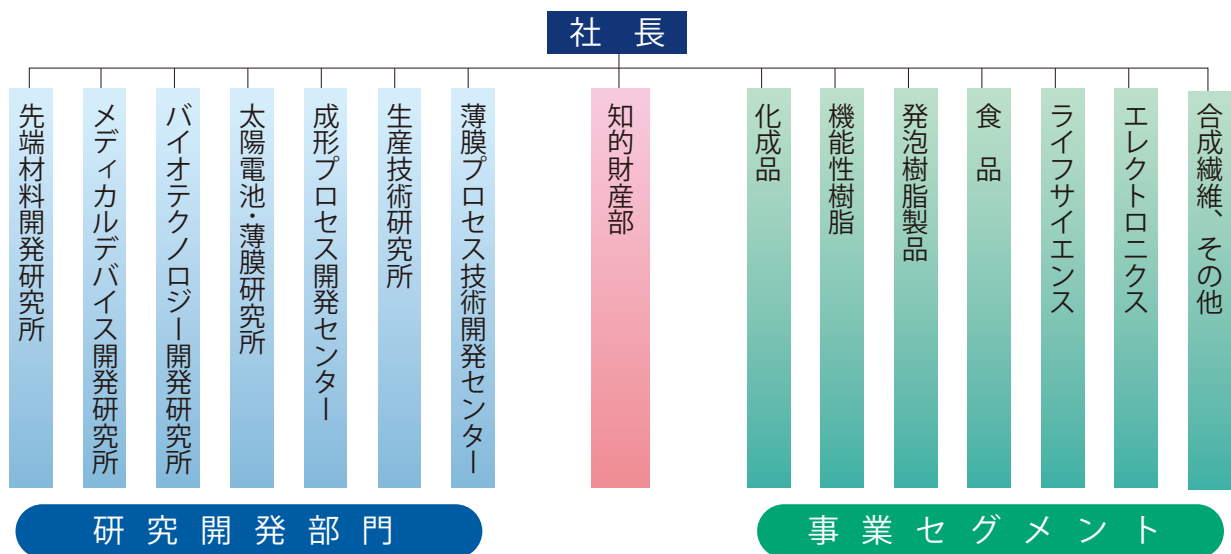 社長
先端材料開発研究所
メディカルデバイス開発研究所
バイオテクノロジー開発研究所
太陽電池・薄膜研究所
成形プロセス開発センター
生産技術研究所
薄膜プロセス技術開発センター
知的財産部
化成品
機能性樹脂
発泡樹脂製品
食品
ライフサイエンス
エレクトロニクス
合成繊維、その他
研究開発部門
事業セグメント